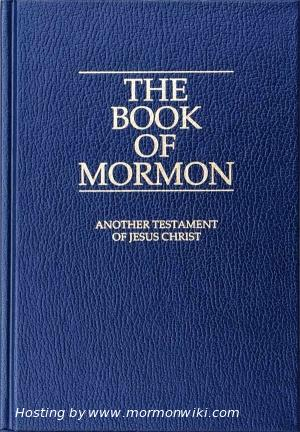 THE
BOOK
OF
MORMON
ANOTHER TESTAMENT
OF JESUS CHRIST
Hosting by www.mormonwiki.com